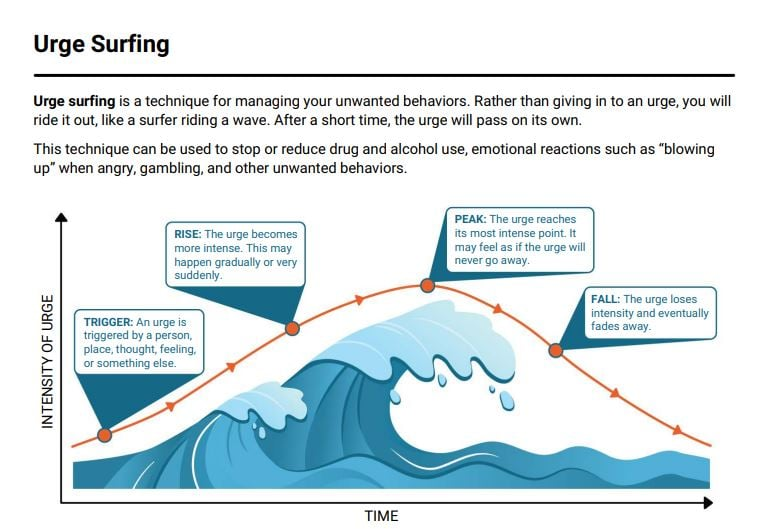 Urge Surfing
Urge surfing is a technique for managing your unwanted behaviors. Rather than giving in to an urge, you will
ride it out, like a surfer riding a wave. After a short time, the urge will pass on its own.
This technique can be used to stop or reduce drug and alcohol use, emotional reactions such as “blowing
up” when angry, gambling, and other unwanted behaviors.
INTENSITY OF URGE
TRIGGER: An urge is
triggered by a person,
place, thought, feeling,
or something else.
RISE: The urge becomes
more intense. This may
happen gradually or very
suddenly.
PEAK: The urge reaches
its most intense point. It
may feel as if the urge will
never go away.
FALL: The urge loses
intensity and eventually
fades away.
TIME